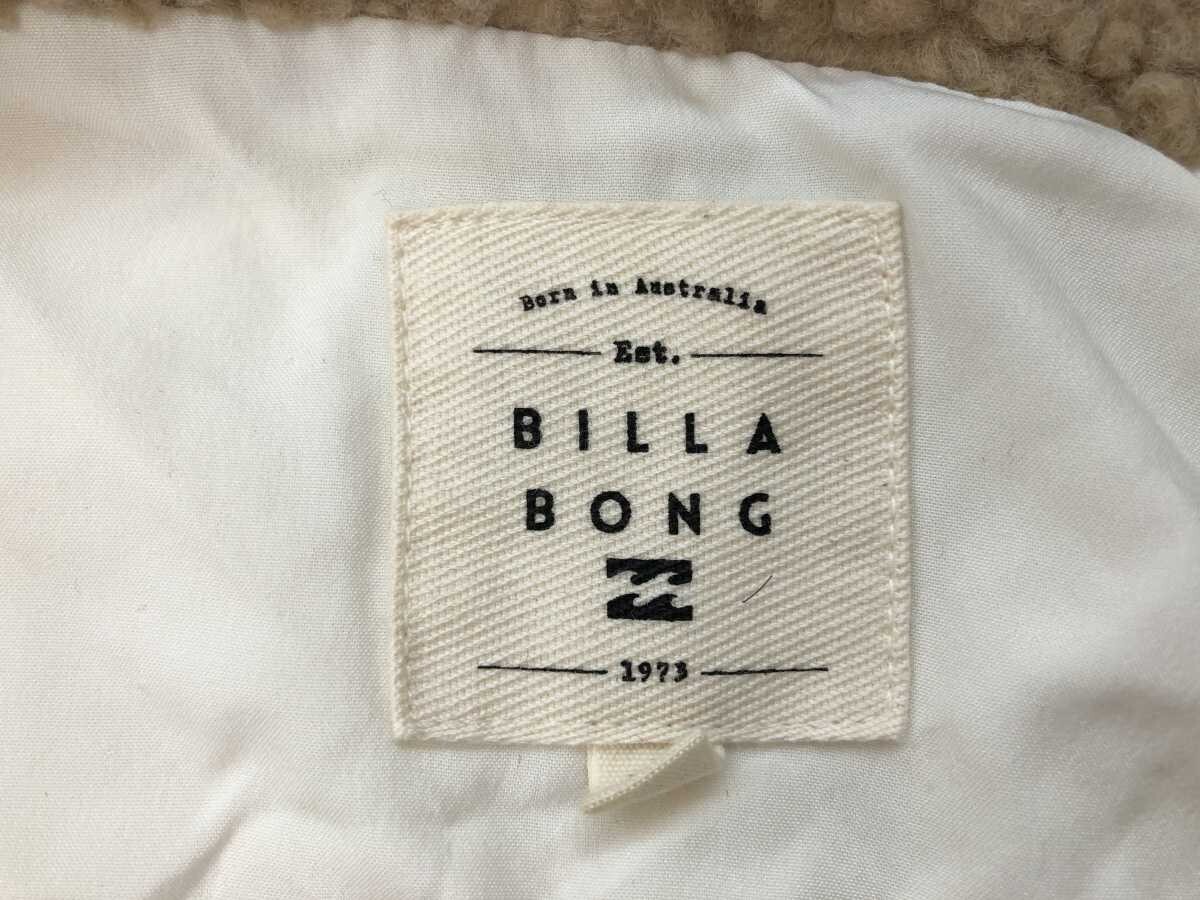 Born in Australia
Est.
BILLA
BONG
1973